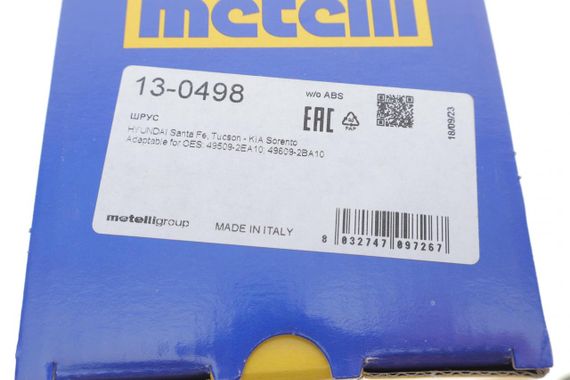 metelli
13-0498
w/o ABS
EAC
PAP
18/09/23
ШРУС
HYUNDAI Santa Fe, Tucson - KIA Sorento
Adaptable for OES: 49509-2EA10; 49609-2BA10
metelligroup
MADE IN ITALY
8 032747 097267